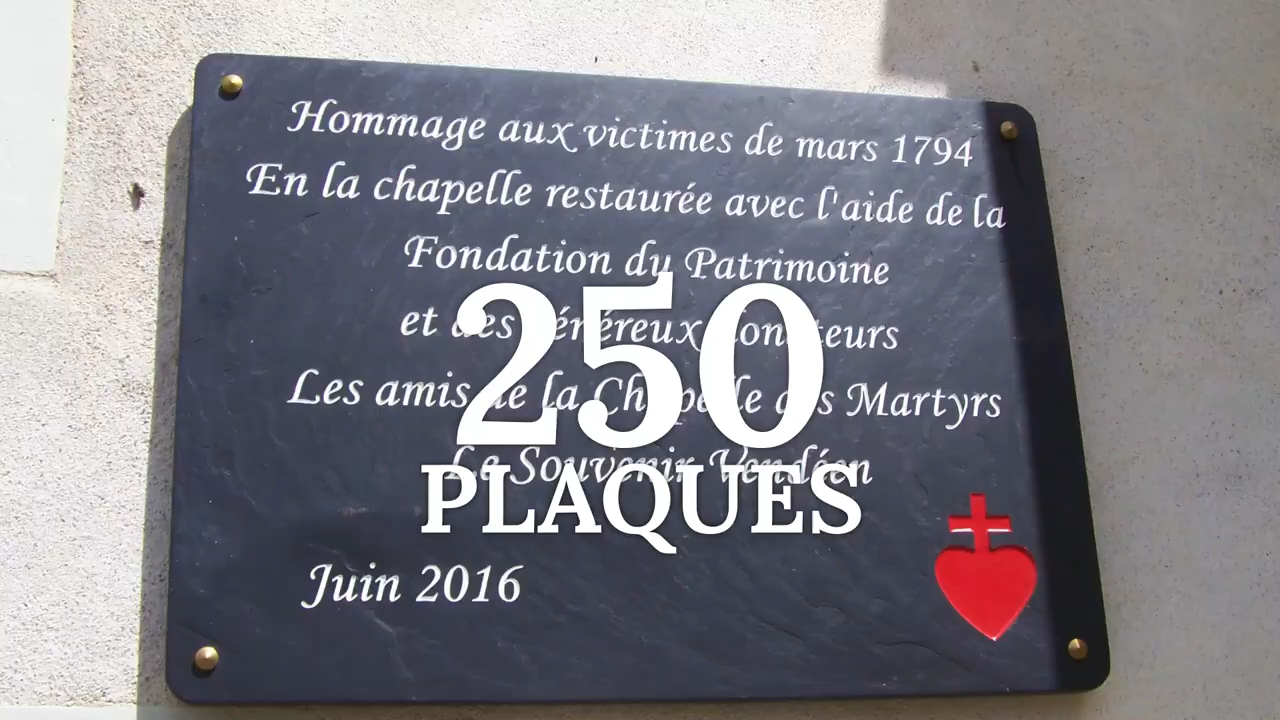 Hommage aux victimes de mars 1794
En la chapelle restaurée avec l'aide de la
Fondation du Patrimoine
et des généreux donateurs
Les amis de la Chapelle des Martyrs
Le Souvenir Vendéen
250
PLAQUES
Juin 2016